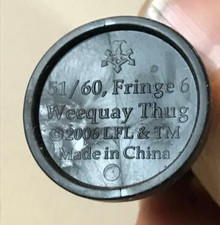 51/60, Fringe 6
Weequay Thug
©2006 LFL & TM
Made in China